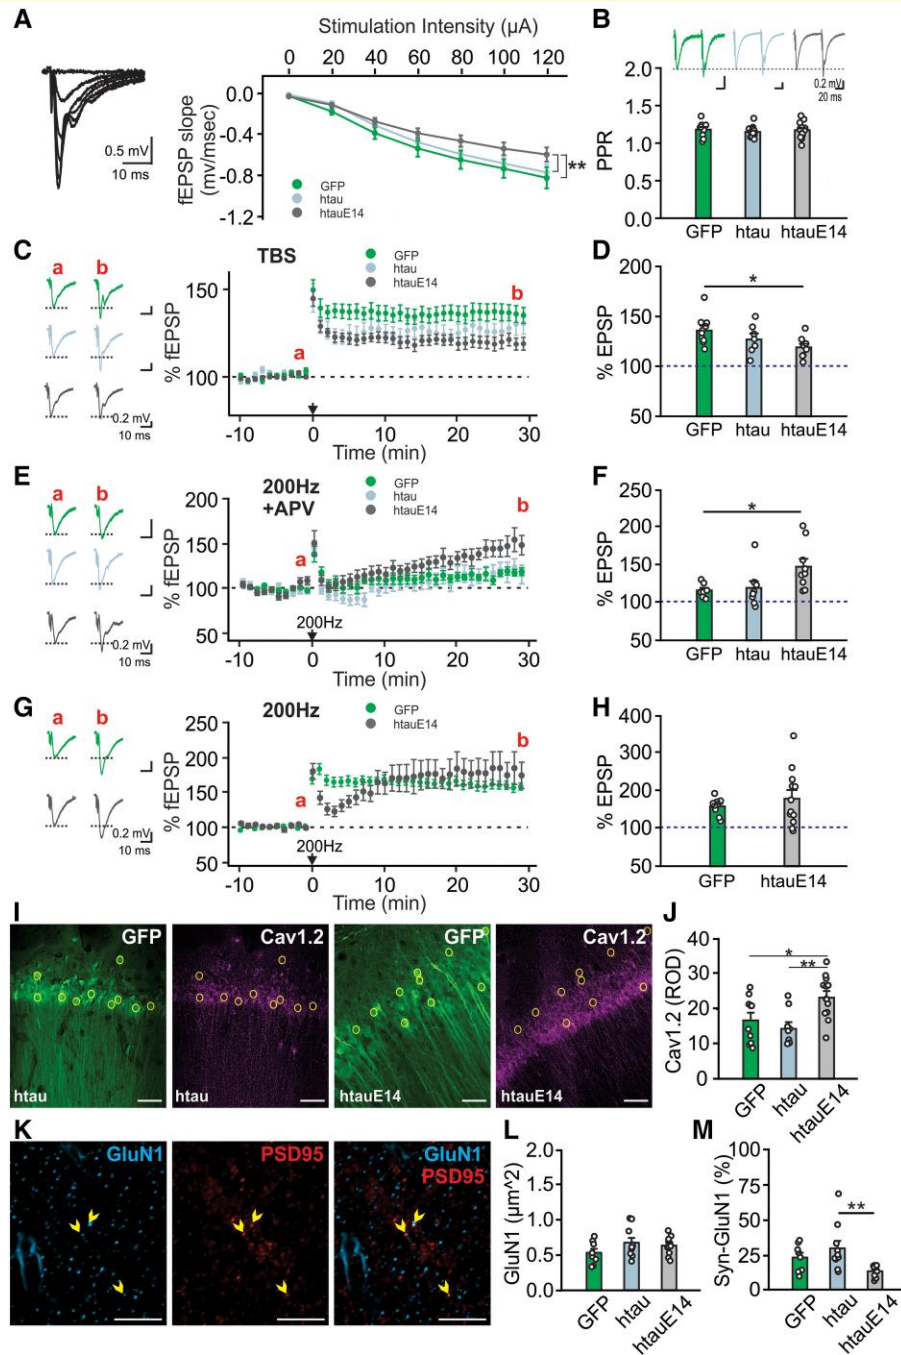 A
0.5 mV
10 ms
Stimulation Intensity (µA)
0 20 40 60 80 100 120
fEPSP slope
(mv/msec)
0.0
-0.4
-0.8
-1.2
GFP
htau
htauE14
**
B
0.2 mV
20 ms
PPR
2.0
1.5
1.0
0.0
GFP htau htauE14
C
a b
0.2 mV
10 ms
TBS
GFP
htau
htauE14
% fEPSP
150
100
a
b
-10 0 10 20 30
Time (min)
D
% EPSP
200
150
100
50
*
GFP htau htauE14
E
a b
0.2 mV
10 ms
200Hz
+APV
GFP
htau
htauE14
% fEPSP
200
150
100
50
a
b
200Hz
-10 0 10 20 30
Time (min)
F
% EPSP
250
200
150
100
50
*
GFP htau htauE14
G
a b
0.2 mV
10 ms
200Hz
GFP
htauE14
% fEPSP
250
200
150
100
50
a
b
200Hz
-10 0 10 20 30
Time (min)
H
% EPSP
400
300
200
100
50
GFP htauE14
I
GFP
htau
Cav1.2
htau
GFP
htauE14
Cav1.2
htauE14
J
Cav1.2 (ROD)
40
30
20
10
0
*
**
GFP
htau
htauE14
K
GluN1
PSD95
GluN1
PSD95
L
GluN1 (µm^2)
2.0
1.5
1.0
0.5
0.0
GFP
htau
htauE14
M
Syn-GluN1 (%)
100
75
50
25
0
**
GFP
htau
htauE14